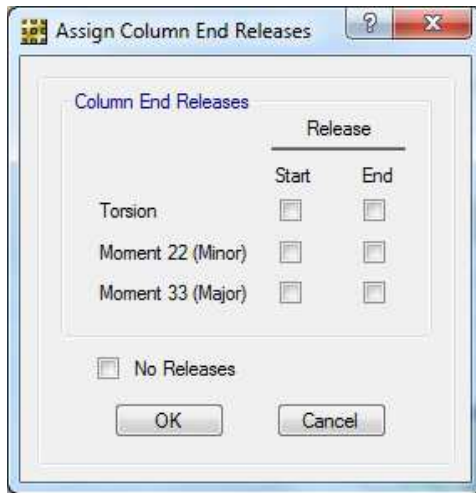 Assign Column End Releases
?
Column End Releases
Release
Start End
Torsion
Moment 22 (Minor)
Moment 33 (Major)
No Releases
OK Cancel